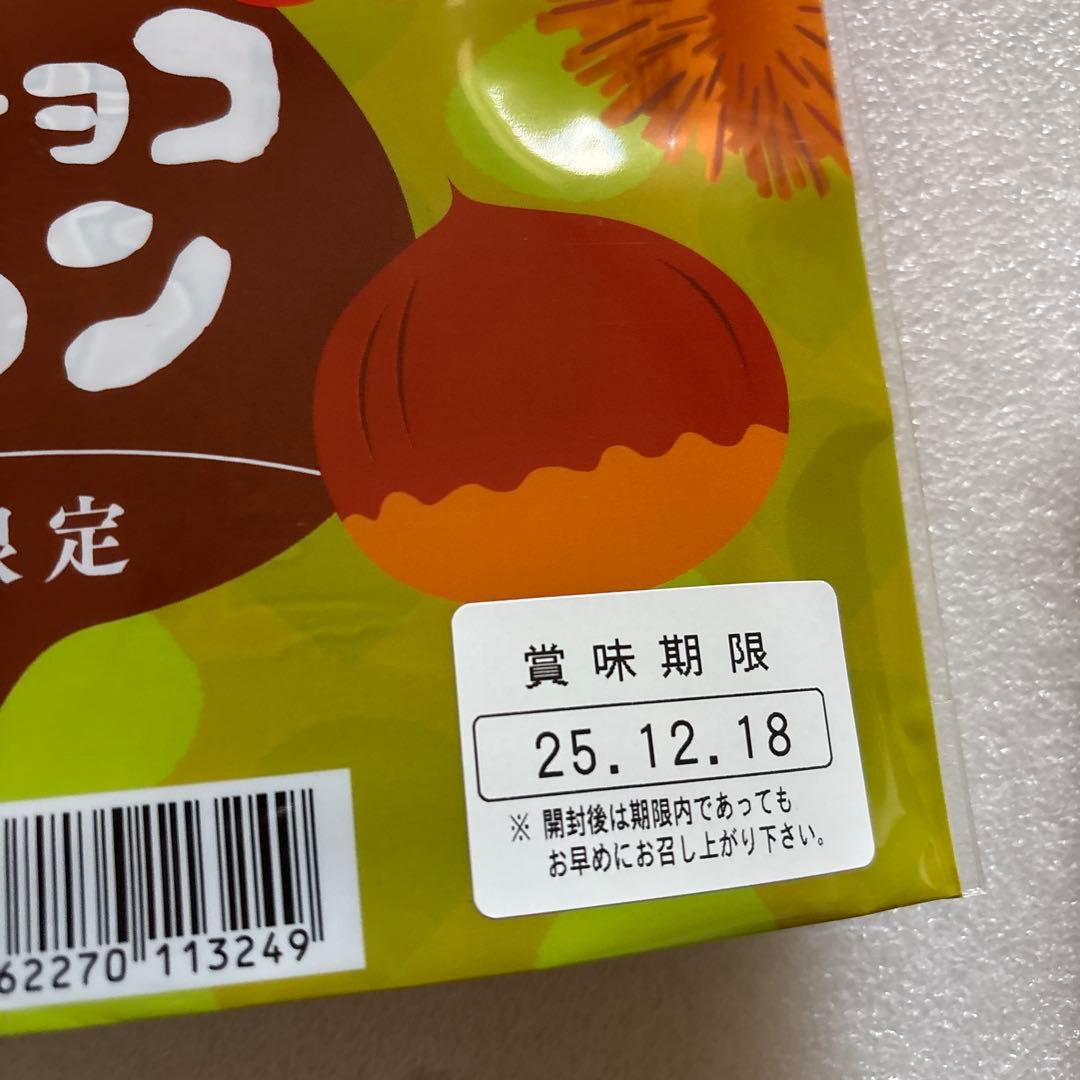 ョコ
ン
限定
賞味期限
25.12.18
※ 開封後は期限内であっても
お早めにお召し上がり下さい。
62270 113249